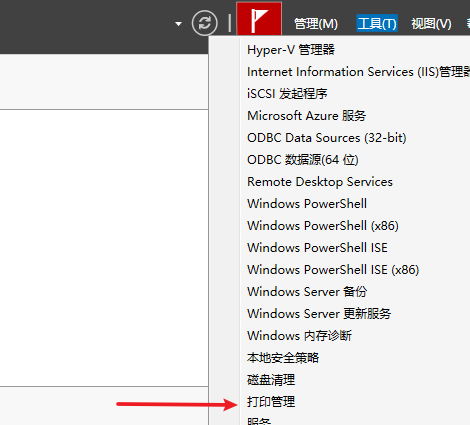 管理(M) 工具(T) 视图(V)
Hyper-V 管理器
Internet Information Services (IIS)管理器
iSCSI 发起程序
Microsoft Azure 服务
ODBC Data Sources (32-bit)
ODBC 数据源(64 位)
Remote Desktop Services
Windows PowerShell
Windows PowerShell (x86)
Windows PowerShell ISE
Windows PowerShell ISE (x86)
Windows Server 备份
Windows Server 更新服务
Windows 内存诊断
本地安全策略
磁盘清理
打印管理
服务